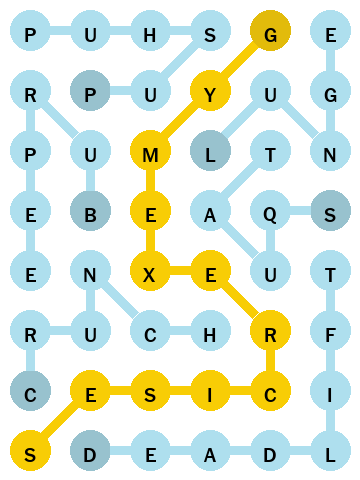 P U H S G E
R P U Y U G
P U M L T N
E B E A Q S
E N X E U T
R U C H R F
C E S I C I
S D E A D L